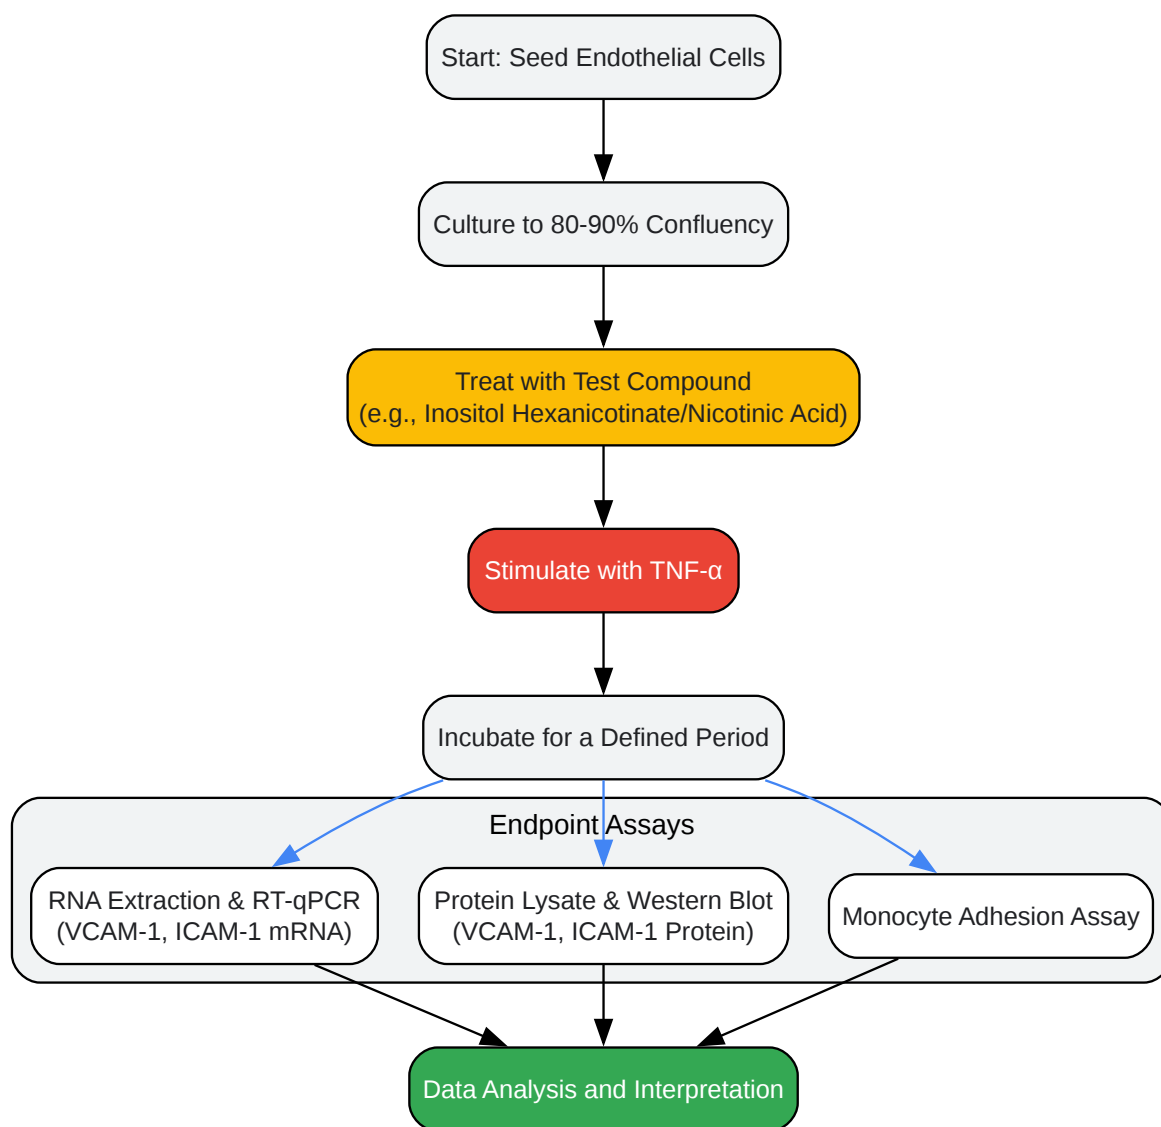 Start: Seed Endothelial Cells
Culture to 80-90% Confluency
Treat with Test Compound
(e.g., Inositol Hexanicotinate/Nicotinic Acid)
Stimulate with TNF-α
Incubate for a Defined Period
Endpoint Assays
RNA Extraction & RT-qPCR
(VCAM-1, ICAM-1 mRNA)
Protein Lysate & Western Blot
(VCAM-1, ICAM-1 Protein)
Monocyte Adhesion Assay
Data Analysis and Interpretation